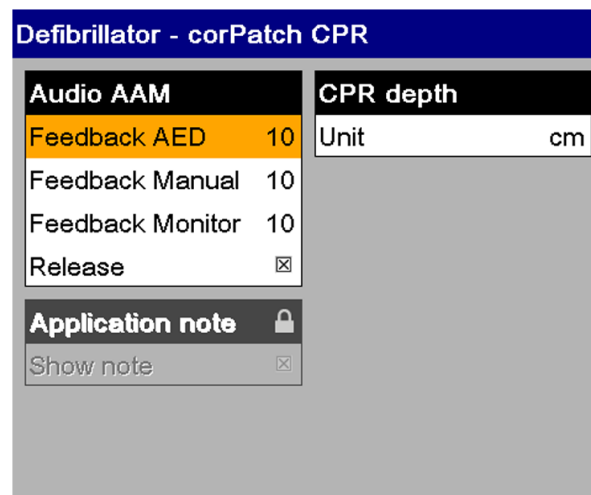 Defibrillator - corPatch CPR
Audio AAM
Feedback AED 10
Feedback Manual 10
Feedback Monitor 10
Release ☒
Application note
Show note ☒
CPR depth
Unit cm